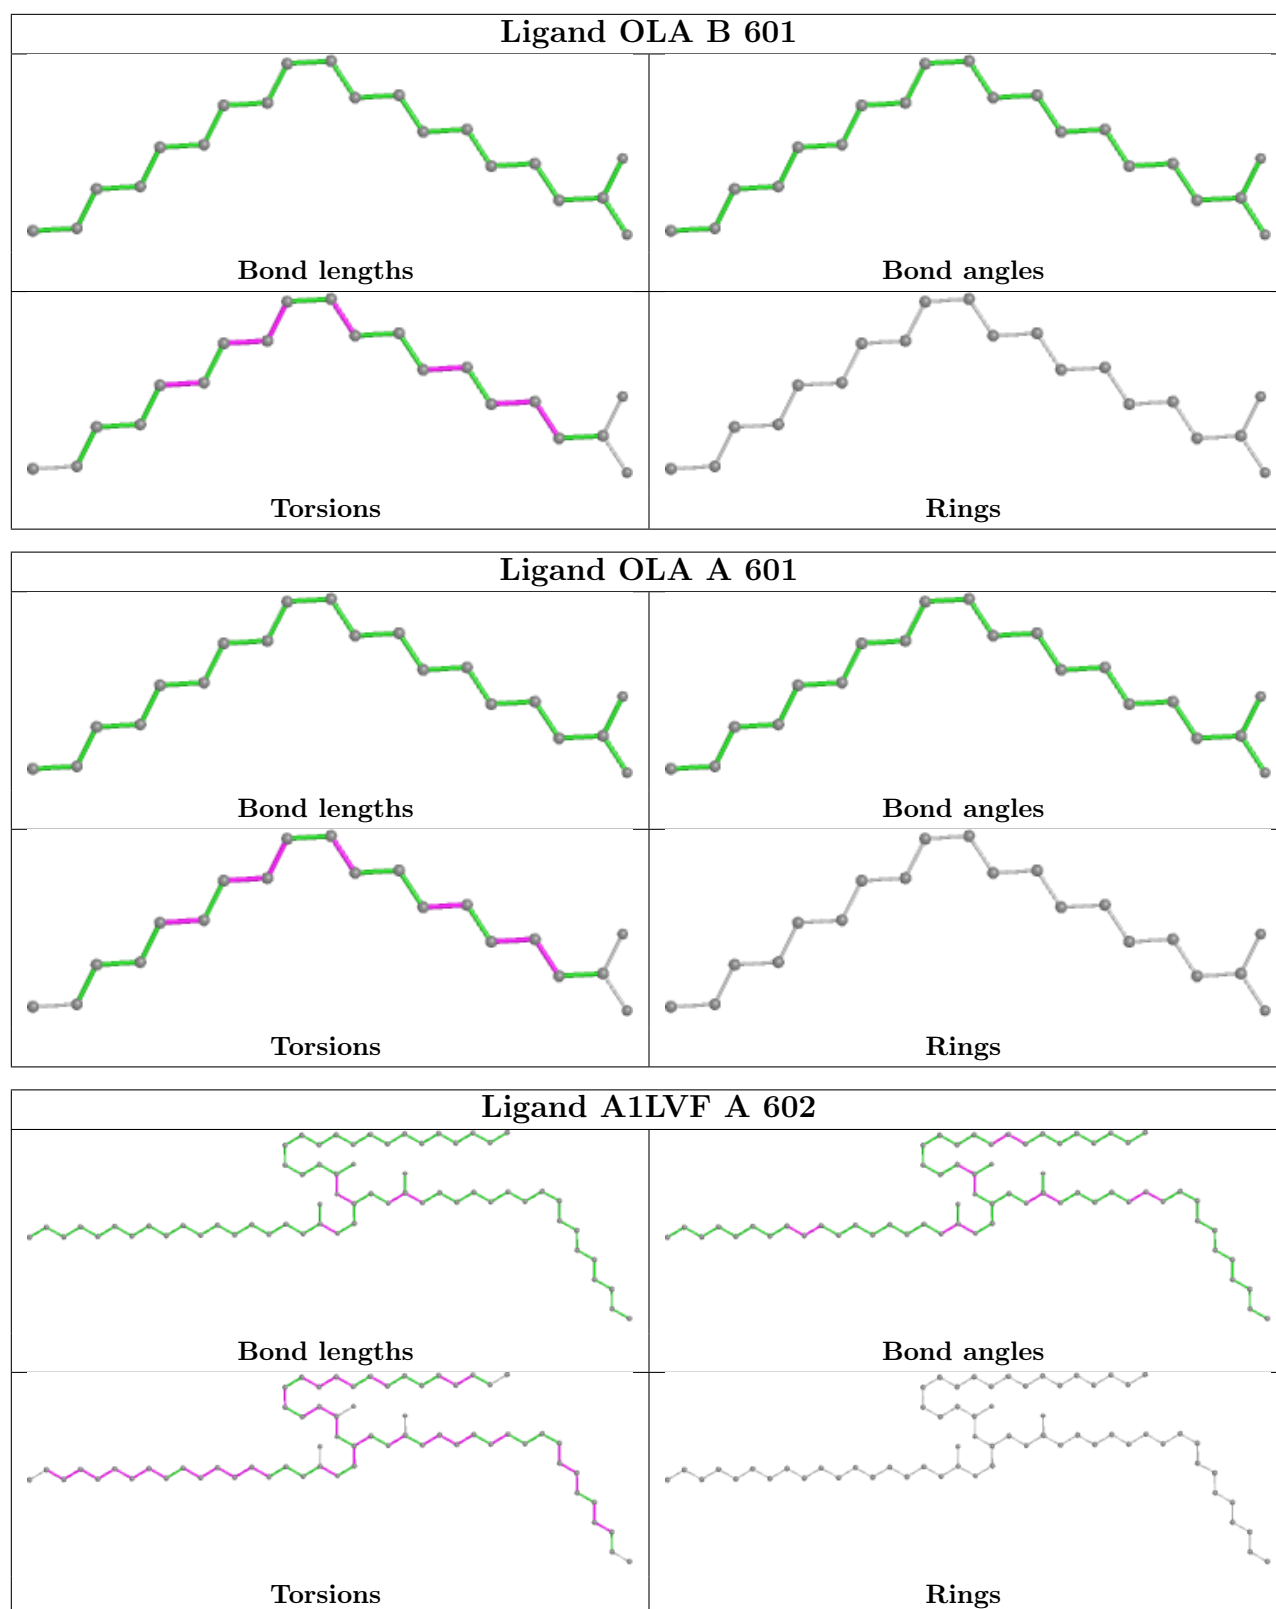 Ligand OLA B 601
Bond lengths
Bond angles
Torsions
Rings
Ligand OLA A 601
Bond lengths
Bond angles
Torsions
Rings
Ligand A1LVF A 602
Bond lengths
Bond angles
Torsions
Rings